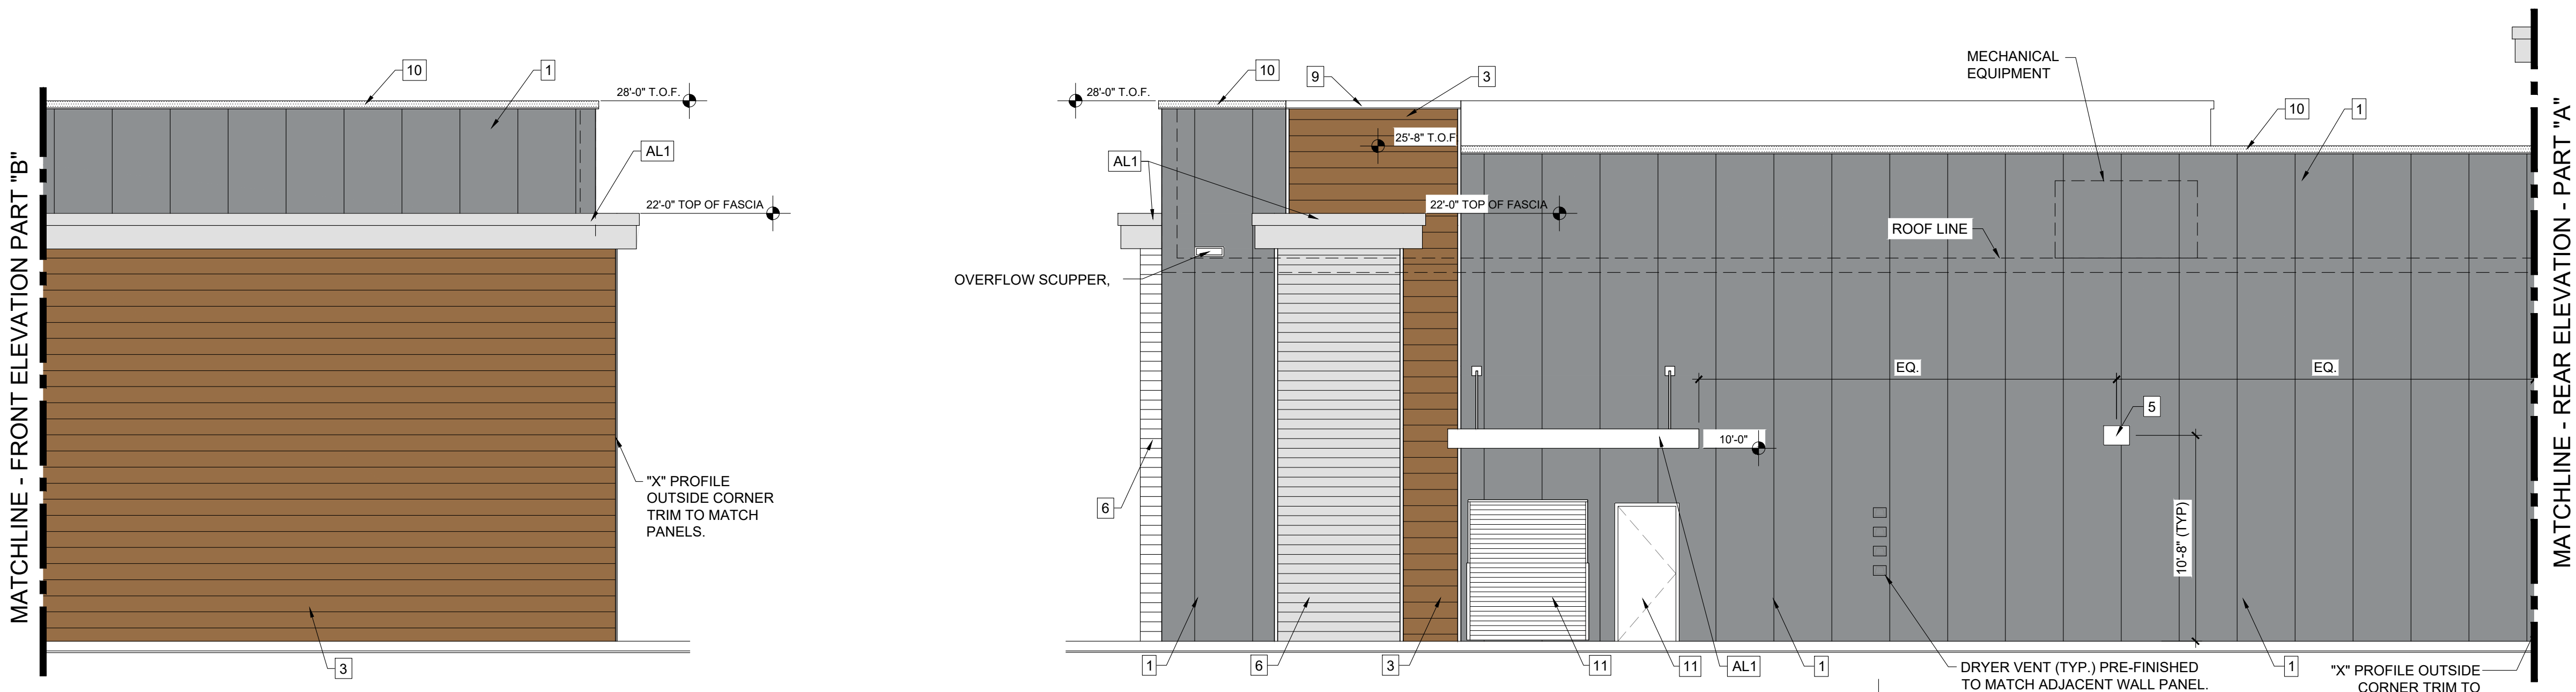 MATCHLINE - FRONT ELEVATION PART "B"
10
1
28'-0" T.O.F.
AL1
22'-0" TOP OF FASCIA
"X" PROFILE
OUTSIDE CORNER
TRIM TO MATCH
PANELS.
3
28'-0" T.O.F.
10
9
3
25'-8" T.O.F
AL1
22'-0" TOP OF FASCIA
OVERFLOW SCUPPER,
MECHANICAL
EQUIPMENT
10
1
ROOF LINE
EQ.
EQ.
5
10'-0"
6
10'-8" (TYP)
1
6
3
11
11
AL1
1
DRYER VENT (TYP.) PRE-FINISHED
TO MATCH ADJACENT WALL PANEL.
1
"X" PROFILE OUTSIDE
CORNER TRIM TO
MATCHLINE - REAR ELEVATION - PART "A"